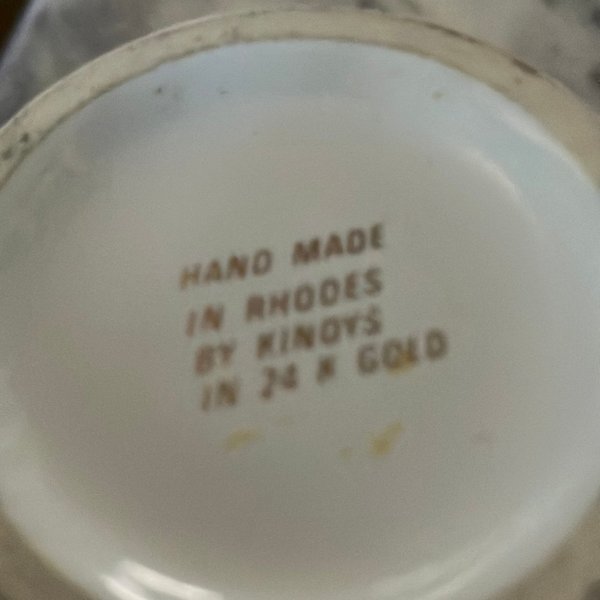 HAND MADE
IN RHODES
BY KINDYS
IN 24 K GOLD